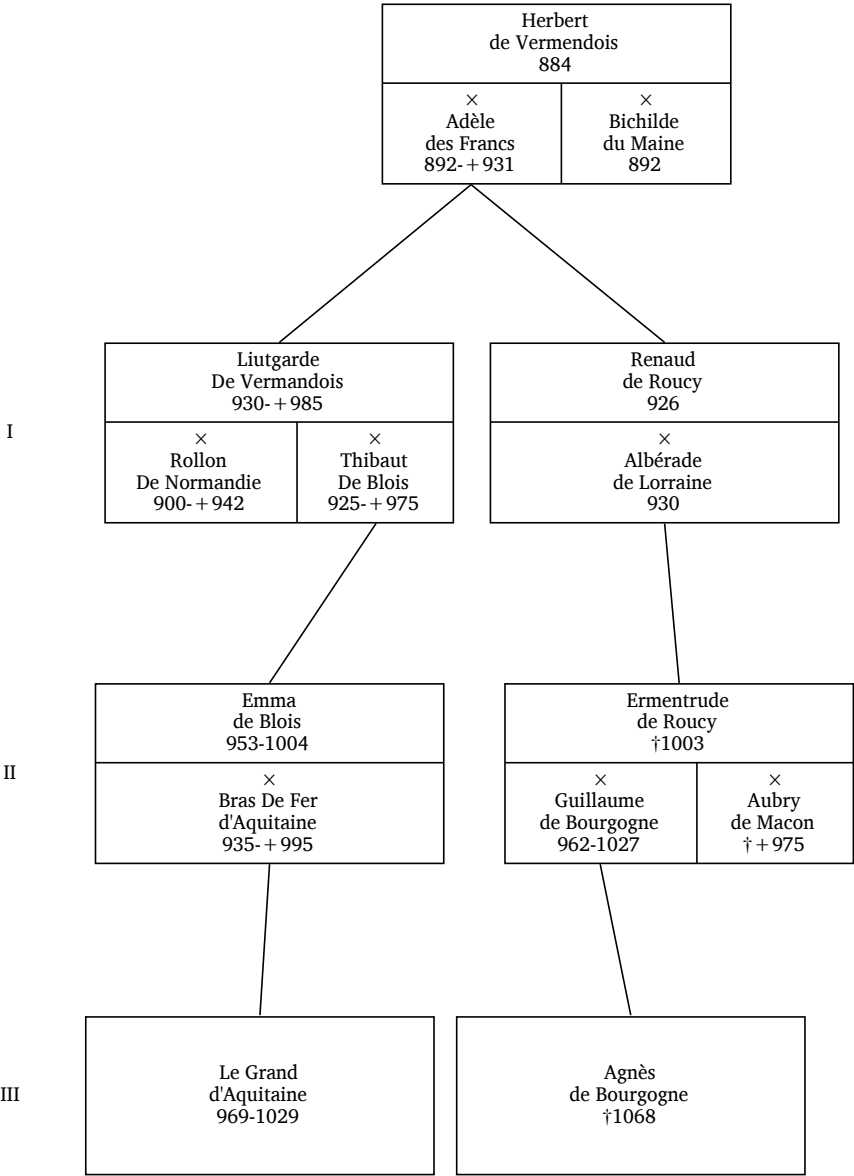 Herbert
de Vermendois
884
×
Adèle
des Francs
892-+931
×
Bichilde
du Maine
892
I
Liutgarde
De Vermandois
930-+985
×
Rollon
De Normandie
900-+942
×
Thibaut
De Blois
925-+975
Renaud
de Roucy
926
×
Albérade
de Lorraine
930
II
Emma
de Blois
953-1004
×
Bras De Fer
d'Aquitaine
935-+995
Ermentrude
de Roucy
†1003
×
Guillaume
de Bourgogne
962-1027
×
Aubry
de Macon
†+975
III
Le Grand
d'Aquitaine
969-1029
Agnès
de Bourgogne
†1068